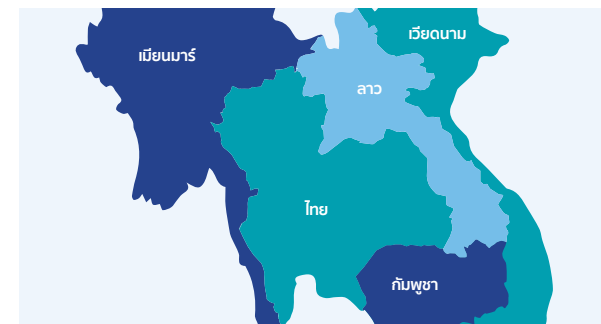 เวียดนาม
เมียนมาร์
ลาว
ไทย
กัมพูชา